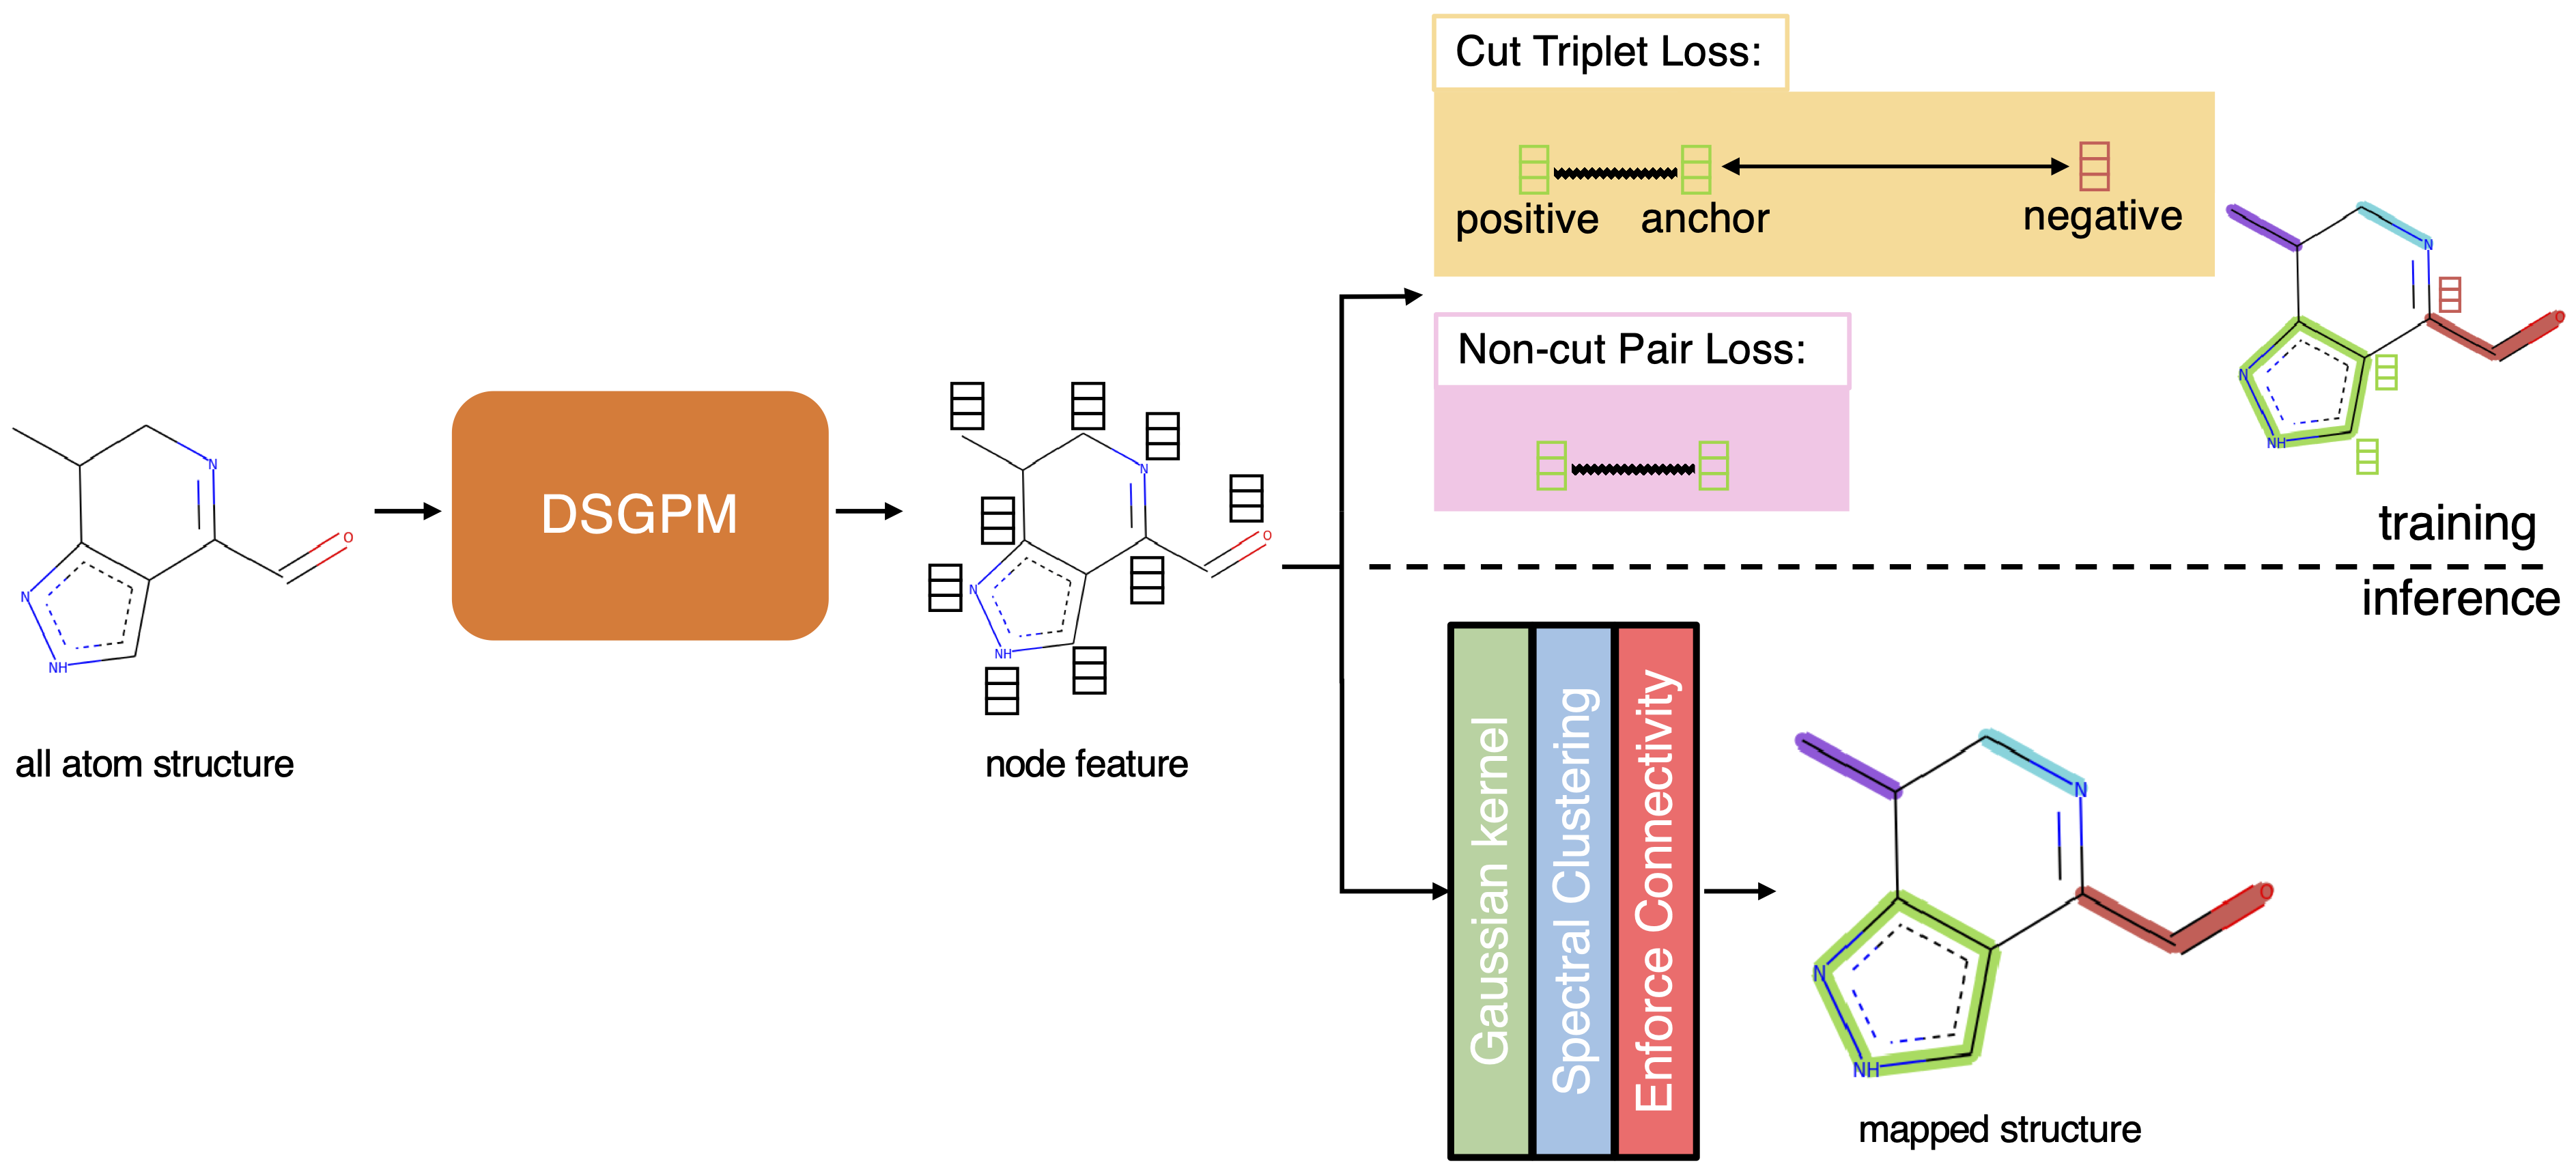 Cut Triplet Loss:
positive
anchor
negative
N
N
NH
O
Non-cut Pair Loss:
training
N
N
NH
O
all atom structure
DSGPM
N
N
NH
O
node feature
inference
Gaussian kernel
Spectral Clustering
Enforce Connectivity
N
N
NH
O
mapped structure